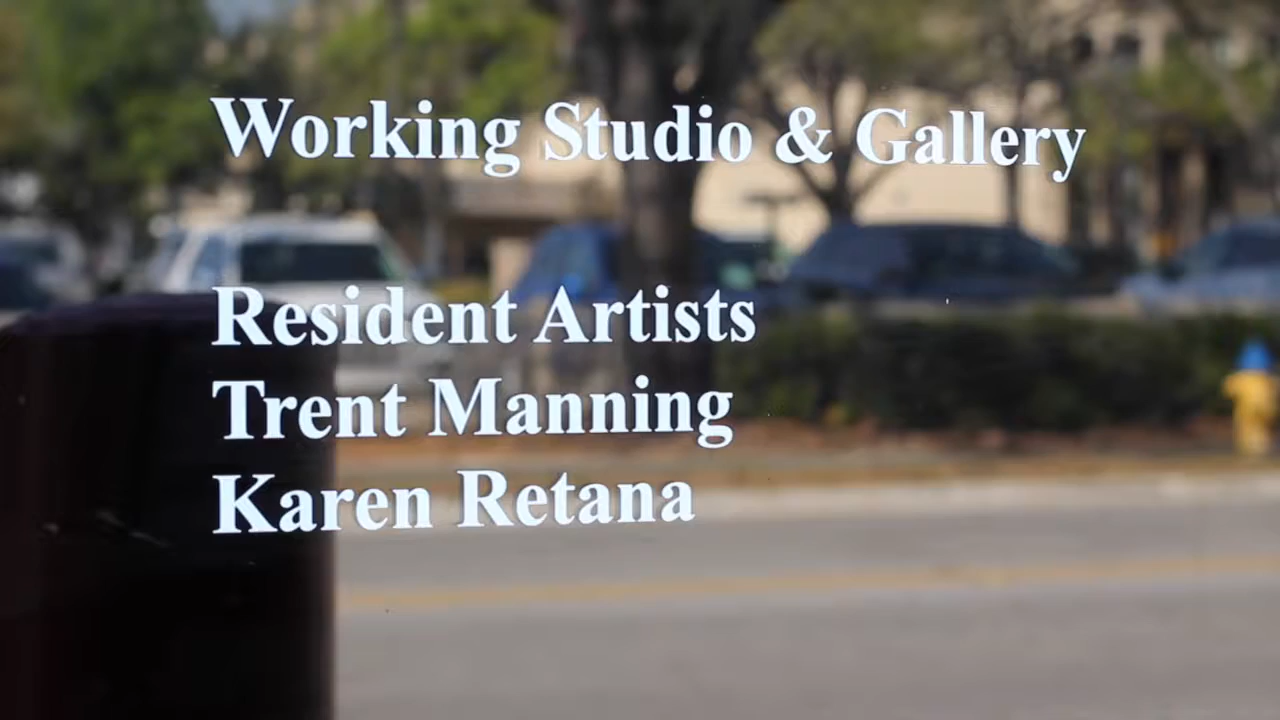 Working Studio & Gallery
Resident Artists
Trent Manning
Karen Retana